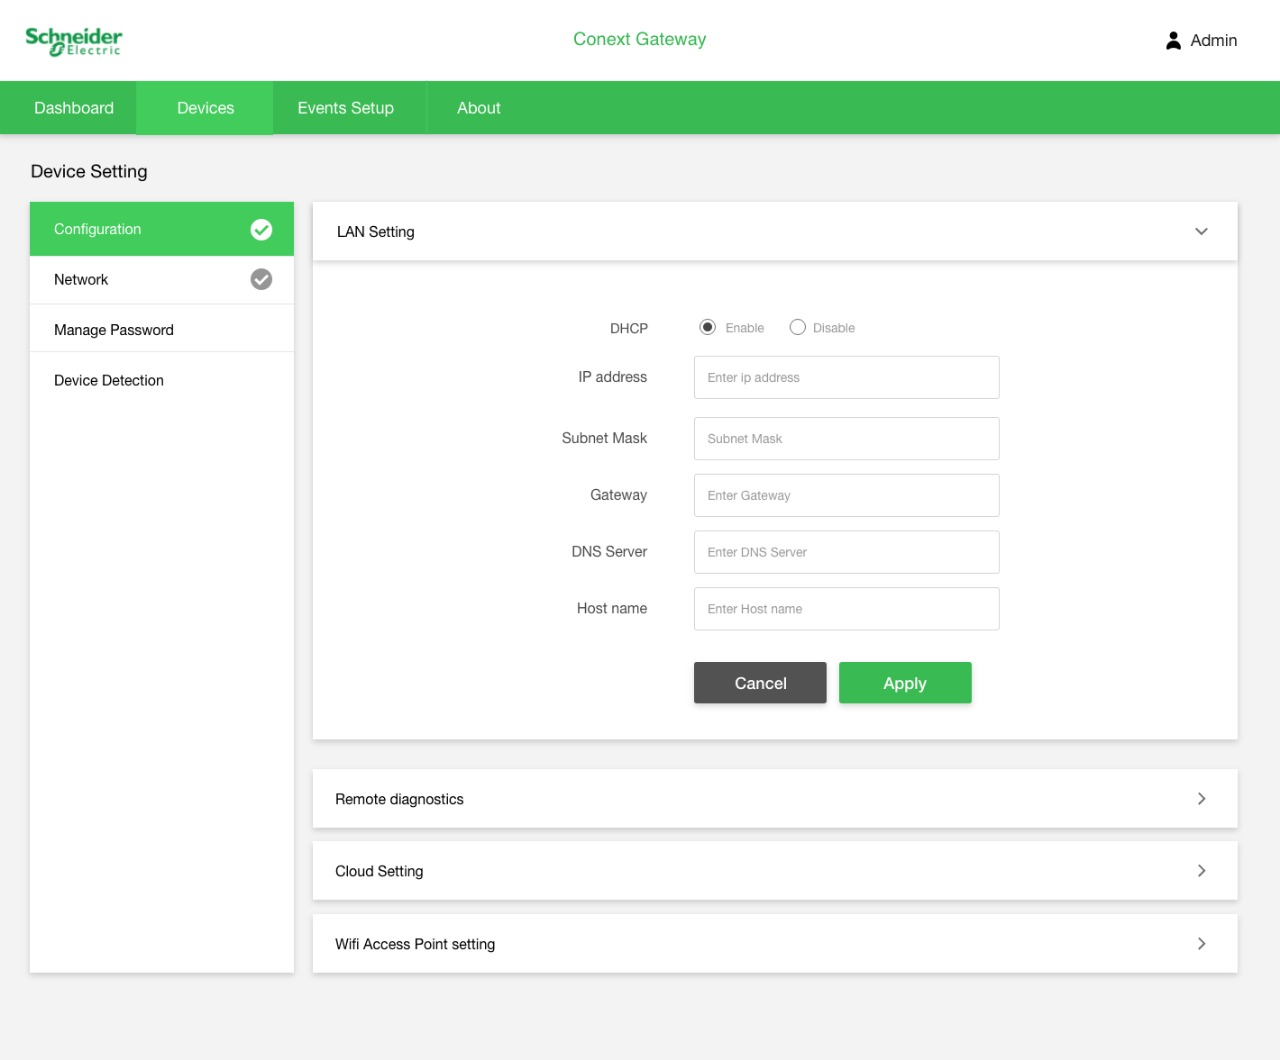 Schneider
Electric
Conext Gateway
Admin
Dashboard
Devices
Events Setup
About
Device Setting
Configuration
Network
Manage Password
Device Detection
LAN Setting
DHCP
Enable
Disable
IP address
Enter ip address
Subnet Mask
Subnet Mask
Gateway
Enter Gateway
DNS Server
Enter DNS Server
Host name
Enter Host name
Cancel
Apply
Remote diagnostics
Cloud Setting
Wifi Access Point setting